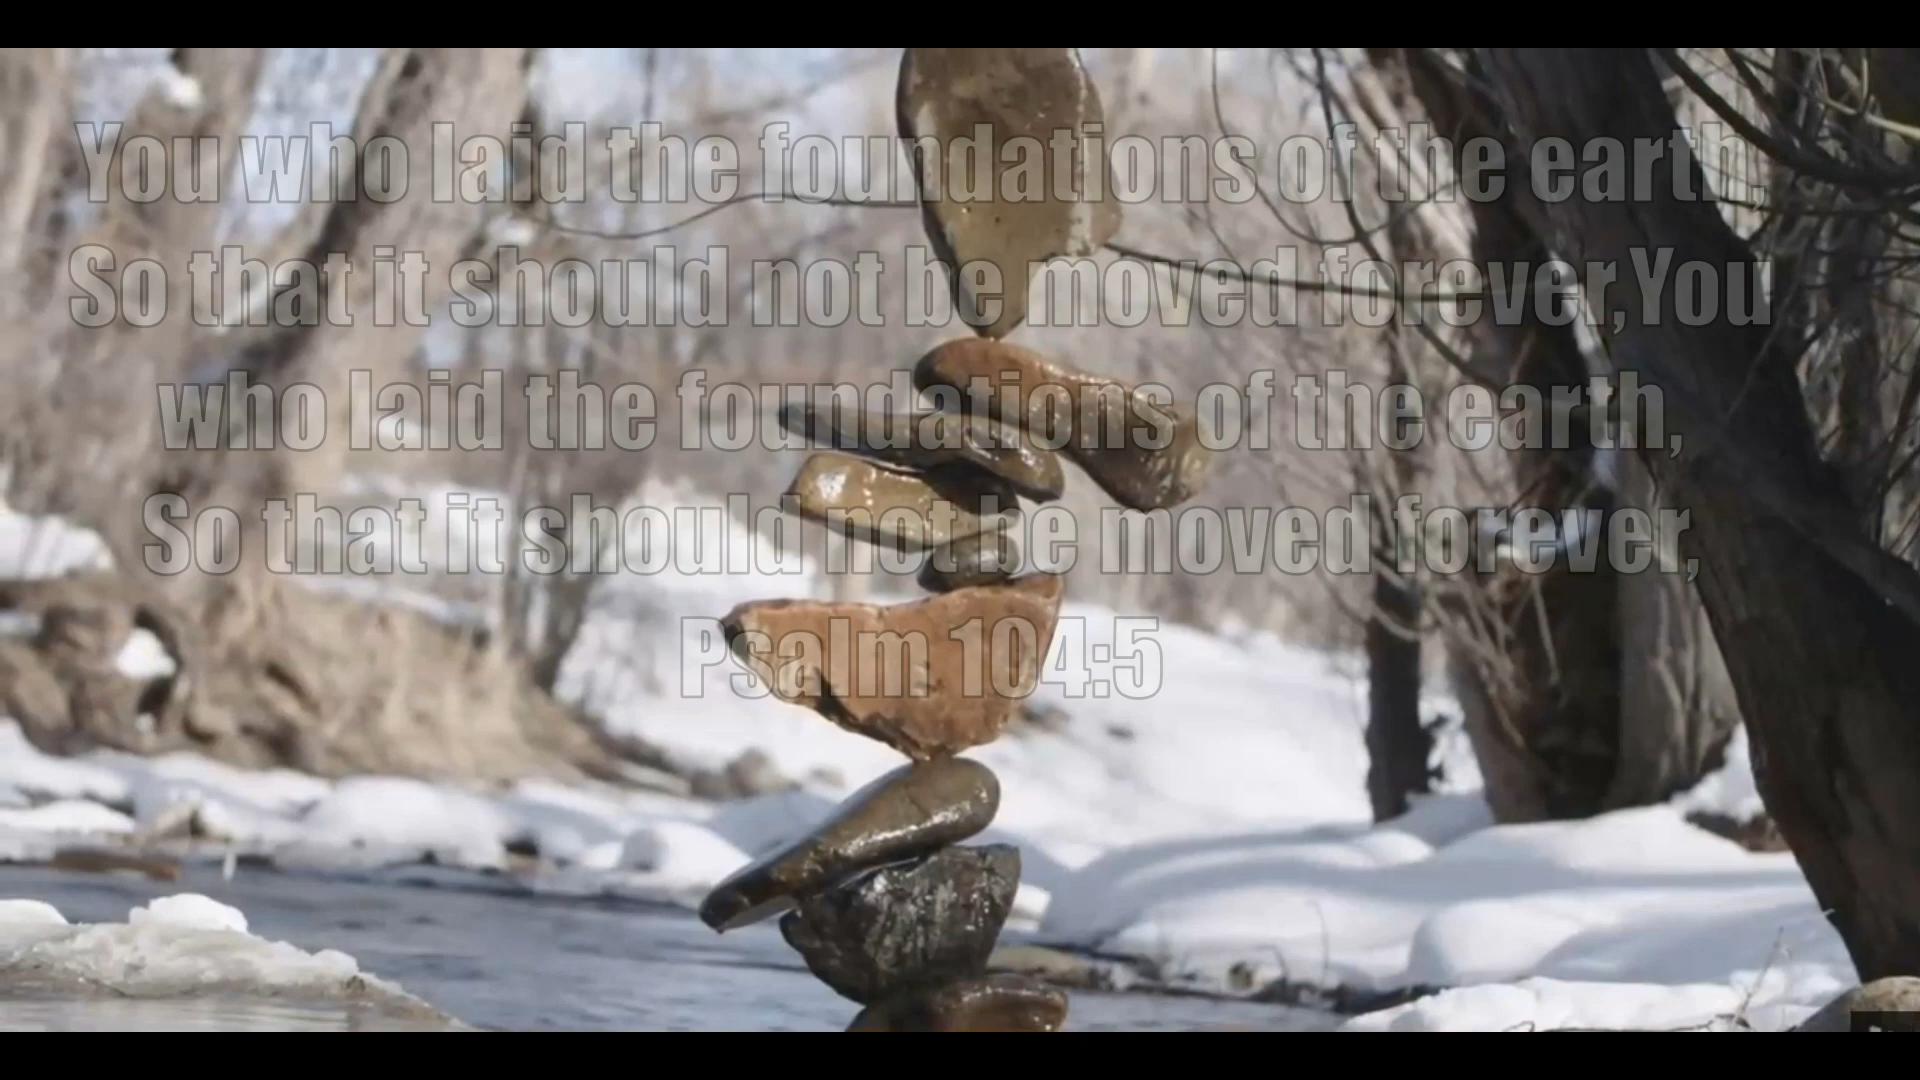 You who laid the foundations of the earth,
So that it should not be moved forever,You
who laid the foundations of the earth,
So that it should not be moved forever,
Psalm 104:5